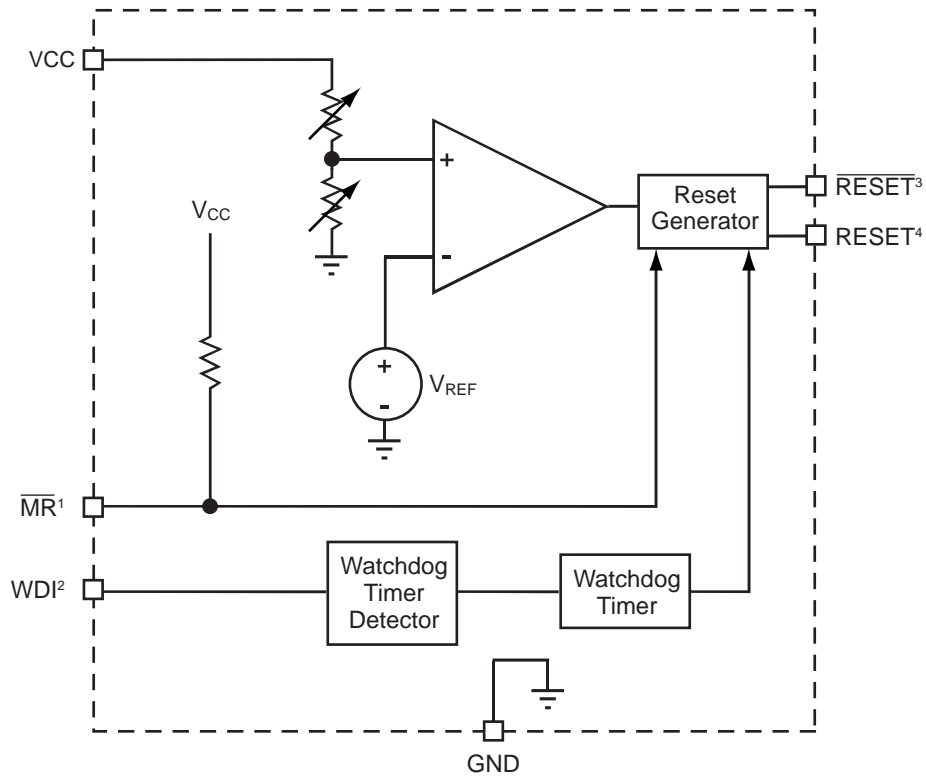 VCC
+
-
Reset
Generator
RESET³
RESET⁴
VCC
+
-
VREF
MR¹
WDI²
Watchdog
Timer
Detector
Watchdog
Timer
GND